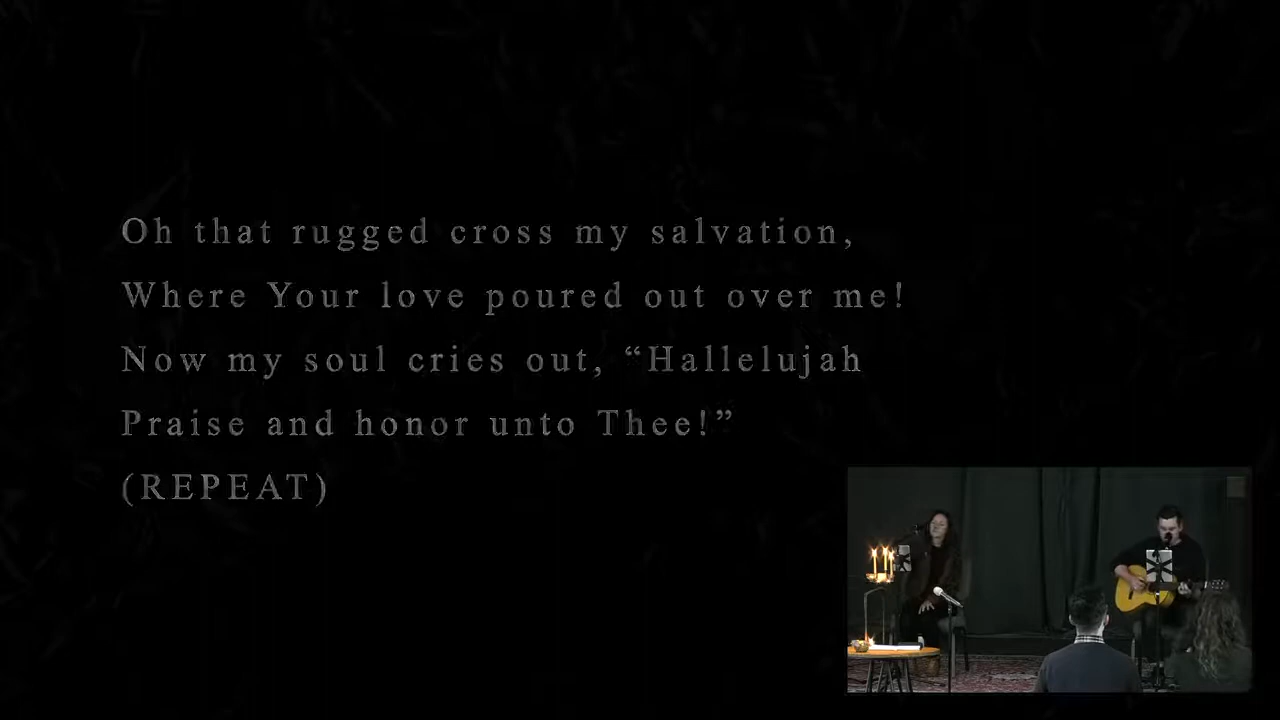 Oh that rugged cross my salvation,
Where Your love poured out over me!
Now my soul cries out, “Hallelujah
Praise and honor unto Thee!”
(REPEAT)